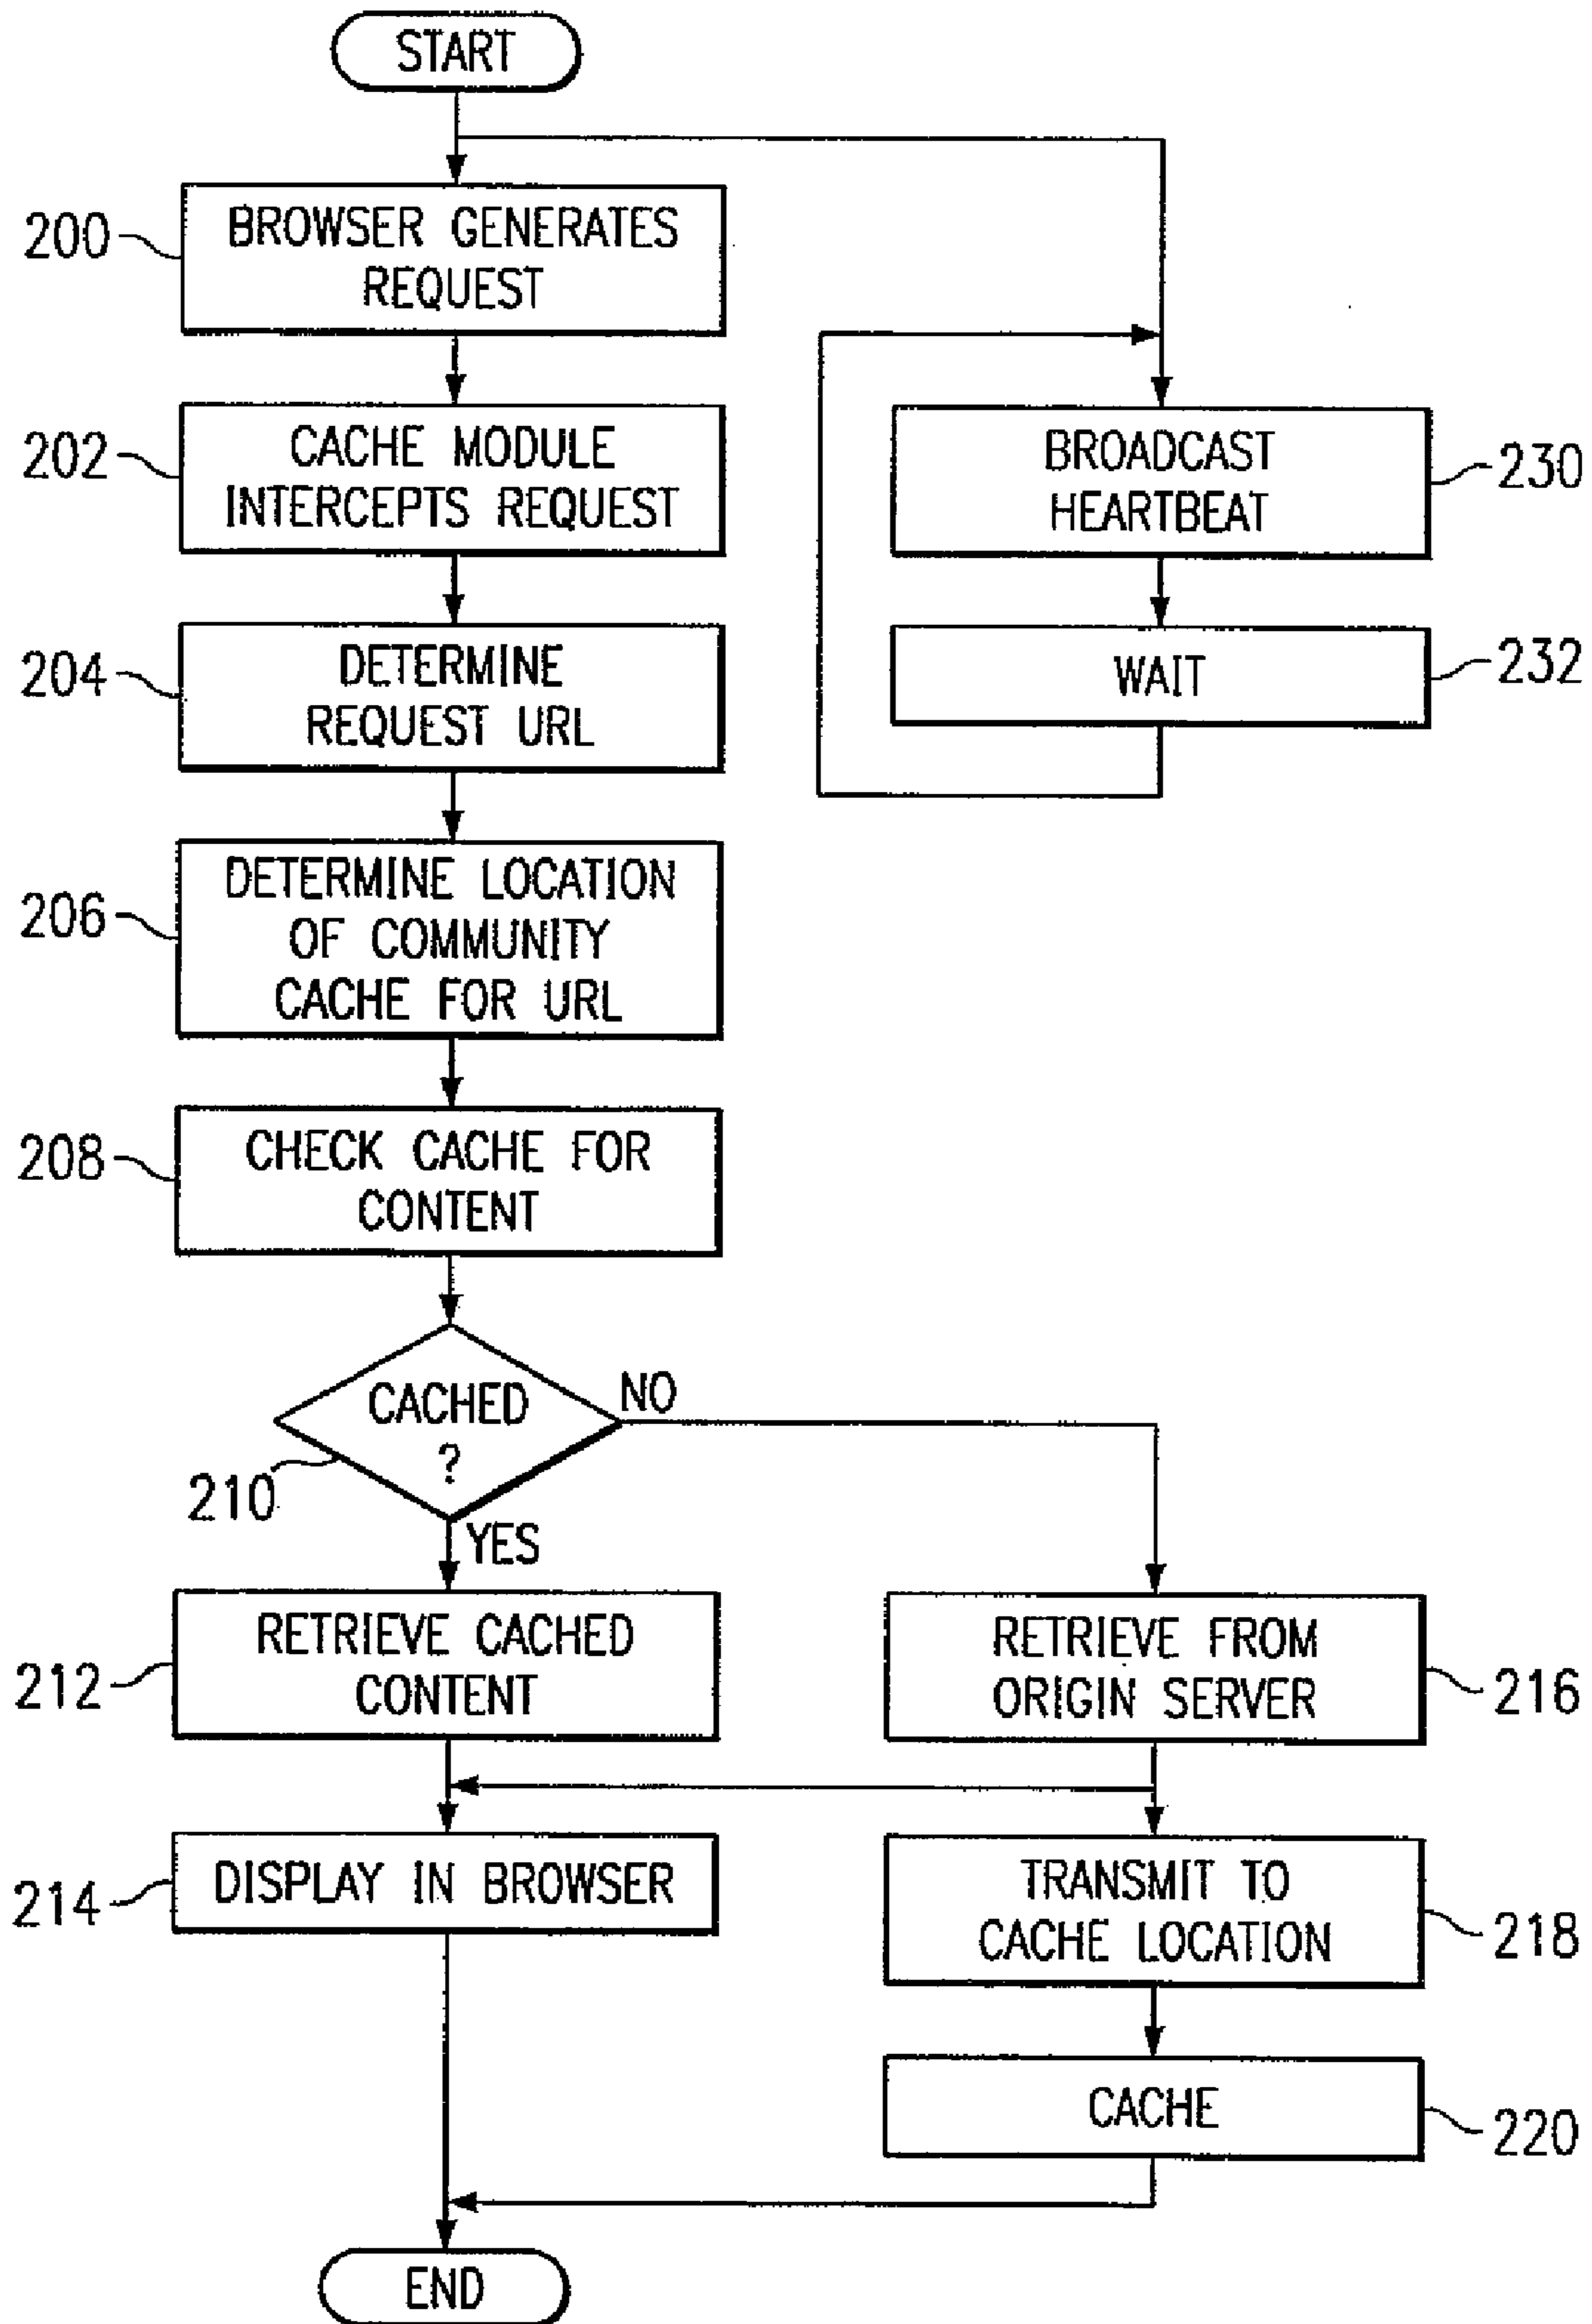 START
200
BROWSER GENERATES
REQUEST
202
CACHE MODULE
INTERCEPTS REQUEST
BROADCAST
HEARTBEAT
230
204
DETERMINE
REQUEST URL
WAIT
232
206
DETERMINE LOCATION
OF COMMUNITY
CACHE FOR URL
208
CHECK CACHE FOR
CONTENT
CACHED
?
NO
210
YES
212
RETRIEVE CACHED
CONTENT
RETRIEVE FROM
ORIGIN SERVER
216
214
DISPLAY IN BROWSER
TRANSMIT TO
CACHE LOCATION
218
CACHE
220
END